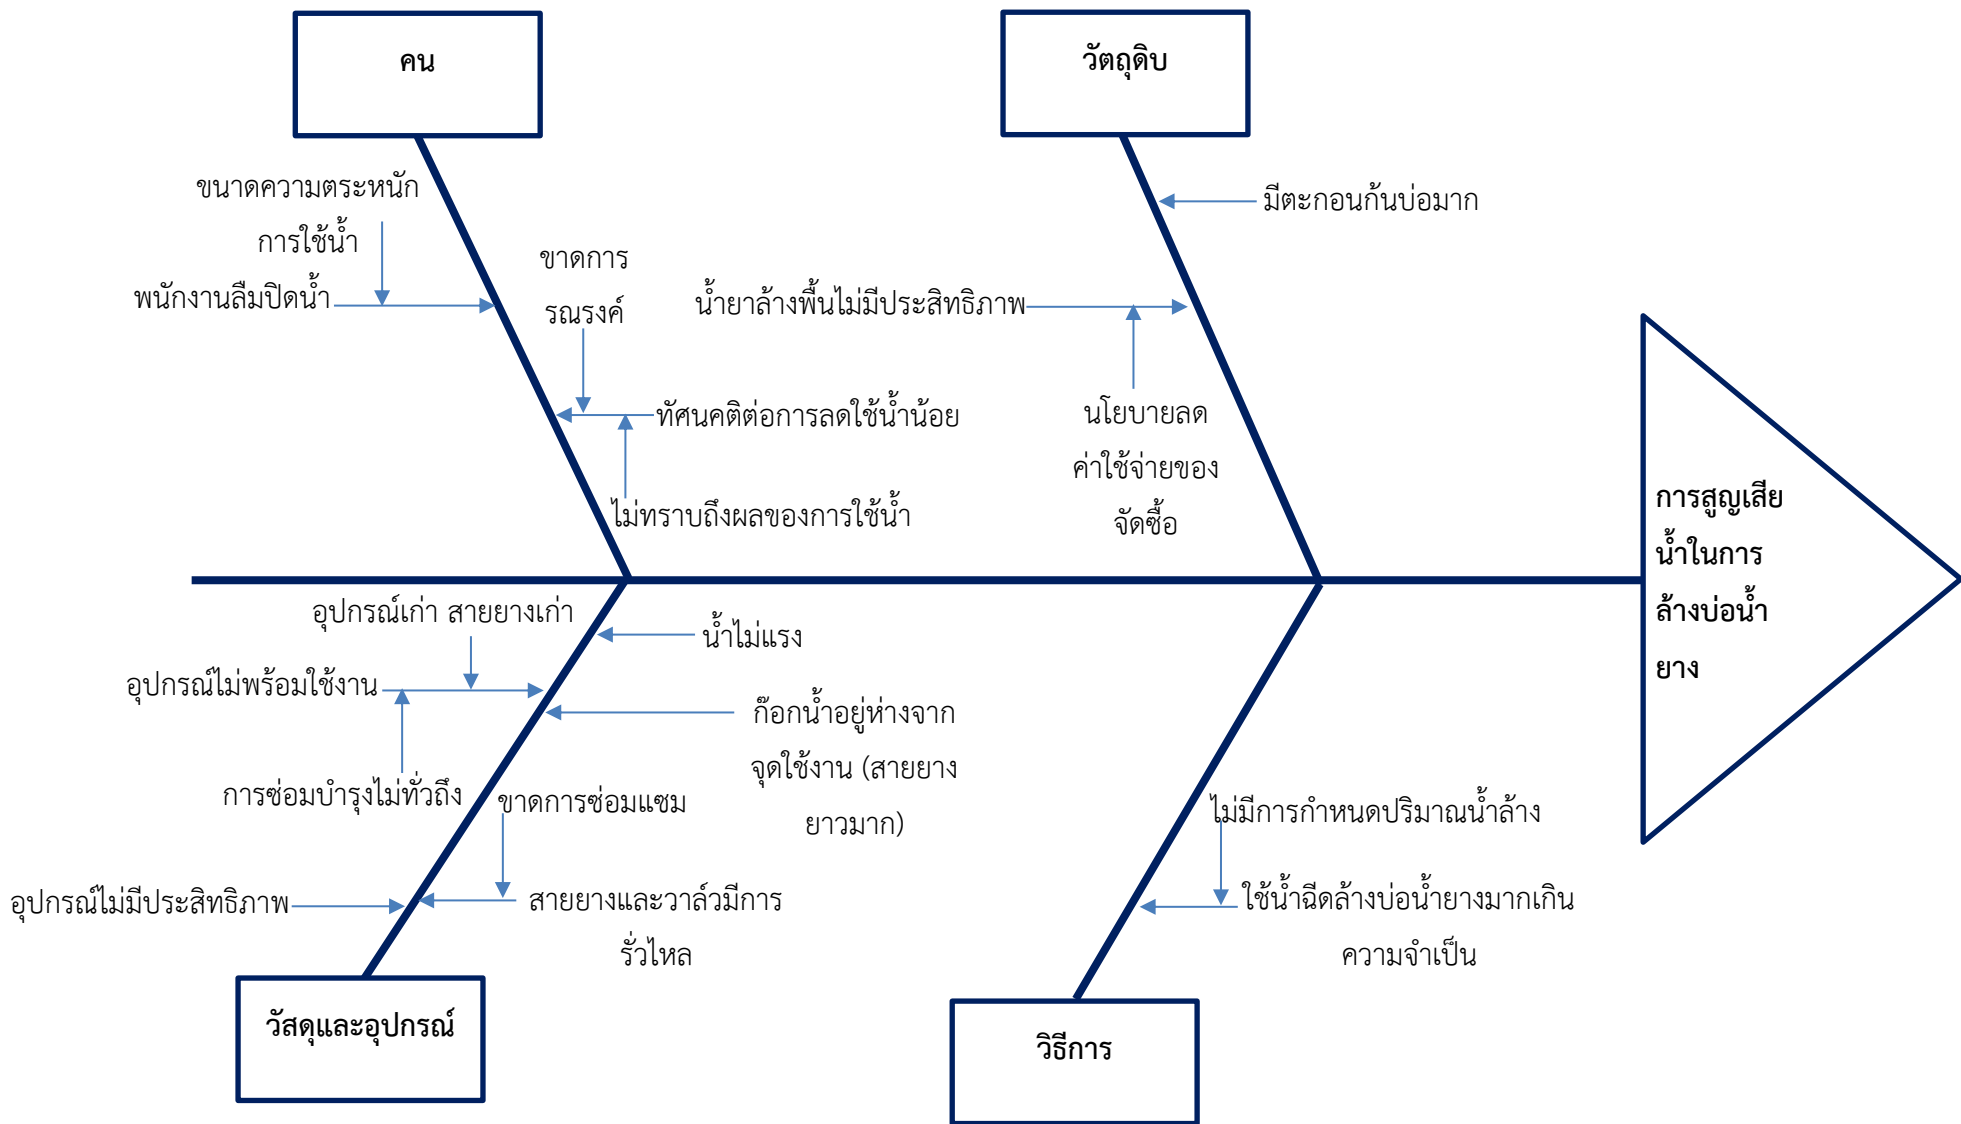 คน
วัตถุดิบ
ขนาดความตระหนัก
การใช้น้ำ
พนักงานลืมปิดน้ำ
ขาดการ
รณรงค์
ทัศนคติต่อการลดใช้น้ำน้อย
ไม่ทราบถึงผลของการใช้น้ำ
มีตะกอนก้นบ่อมาก
น้ำยาล้างพื้นไม่มีประสิทธิภาพ
นโยบายลด
ค่าใช้จ่ายของ
จัดซื้อ
การสูญเสีย
น้ำในการ
ล้างบ่อน้ำ
ยาง
อุปกรณ์เก่า สายยางเก่า
น้ำไม่แรง
อุปกรณ์ไม่พร้อมใช้งาน
ก๊อกน้ำอยู่ห่างจาก
จุดใช้งาน (สายยาง
ยาวมาก)
การซ่อมบำรุงไม่ทั่วถึง
ขาดการซ่อมแซม
อุปกรณ์ไม่มีประสิทธิภาพ
สายยางและวาล์วมีการ
รั่วไหล
ไม่มีการกำหนดปริมาณน้ำล้าง
ใช้น้ำฉีดล้างบ่อน้ำยางมากเกิน
ความจำเป็น
วัสดุและอุปกรณ์
วิธีการ